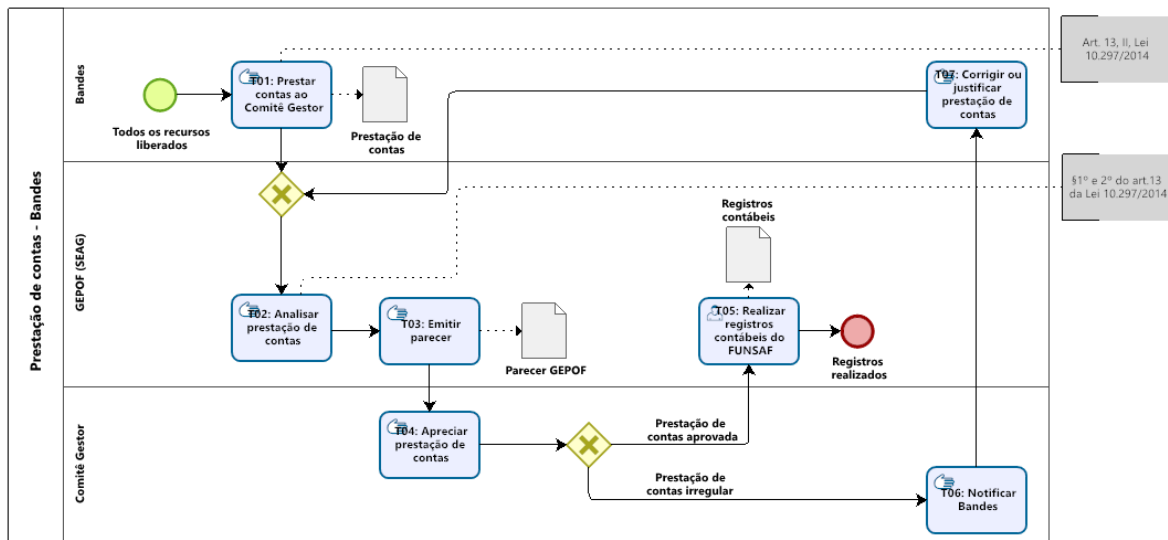 Prestação de contas - Bandes
Bandes
Todos os recursos
liberados
T01: Prestar
contas ao
Comitê Gestor
Prestação de
contas
T07: Corrigir ou
justificar
prestação de
contas
Art. 13, II, Lei
10.297/2014
GEPOF (SEAG)
§1º e 2º do art.13
da Lei 10.297/2014
Registros
contábeis
T02: Analisar
prestação de
contas
T03: Emitir
parecer
Parecer GEPOF
T05: Realizar
registros
contábeis do
FUNSAF
Registros
realizados
Comitê Gestor
T04: Apreciar
prestação de
contas
Prestação de
contas aprovada
Prestação de
contas irregular
T06: Notificar
Bandes